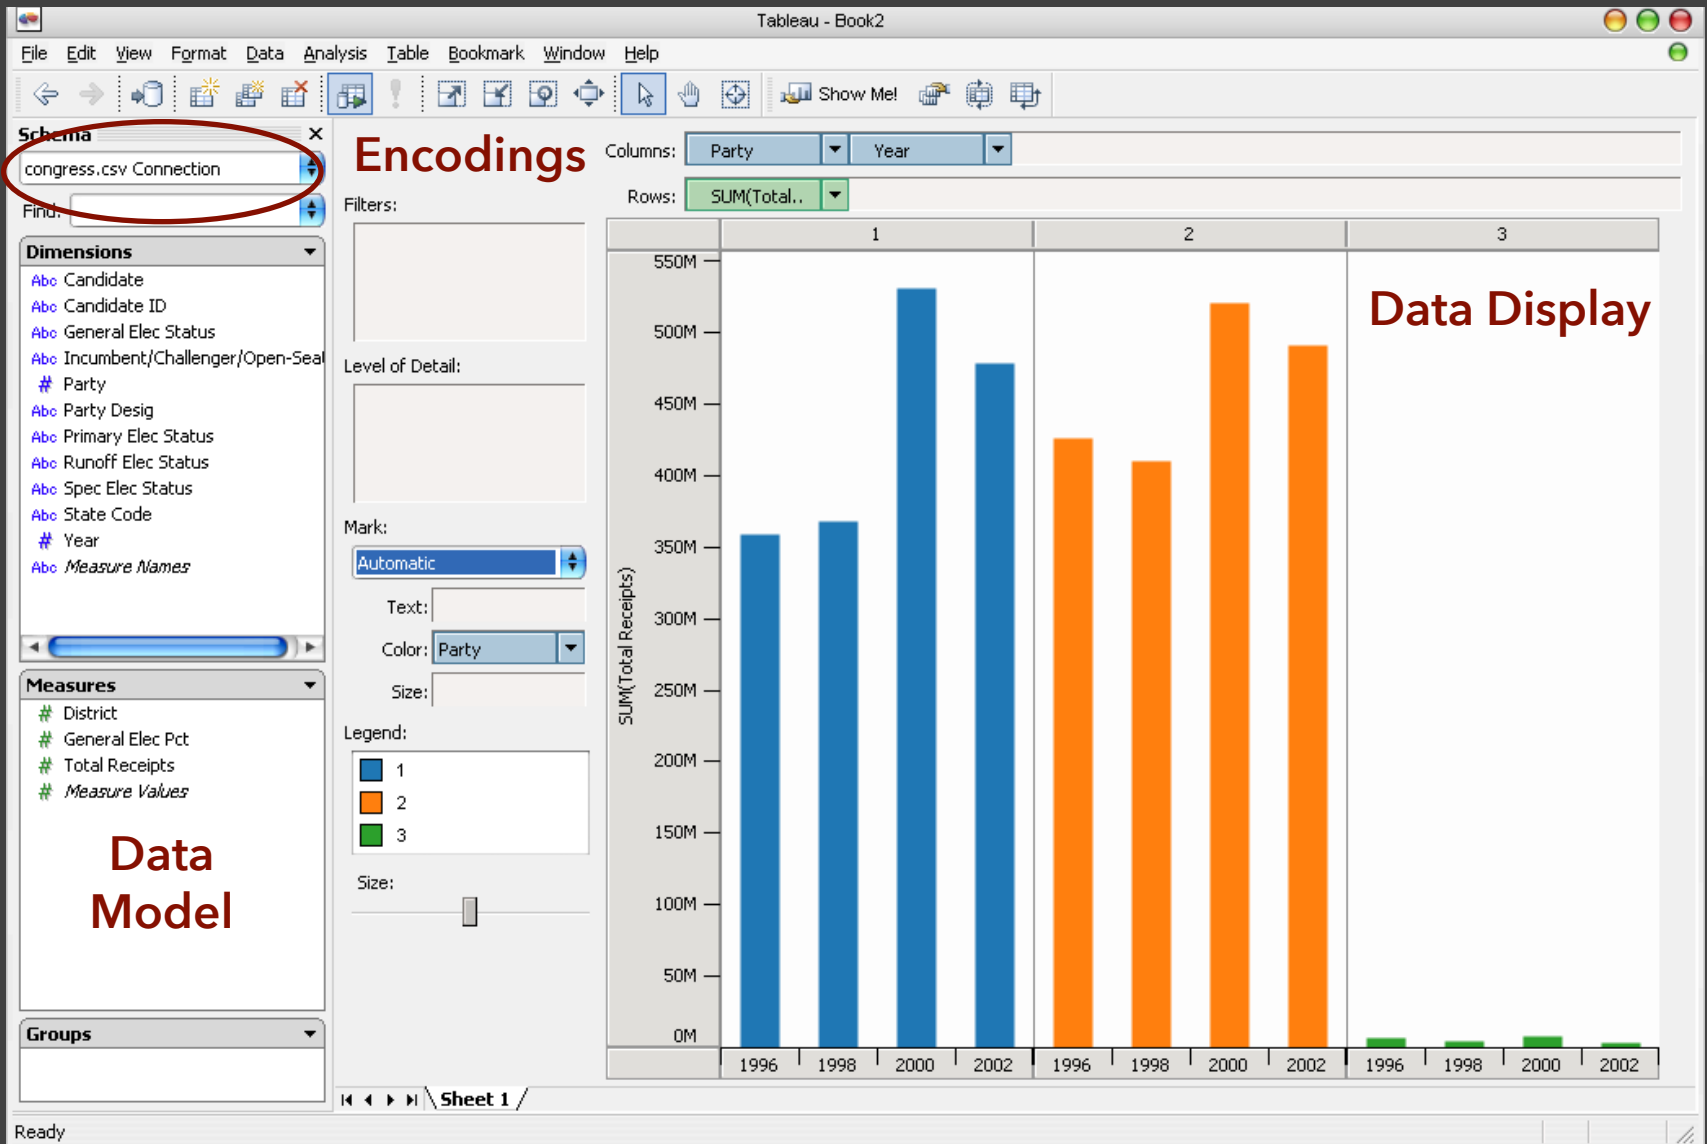 Tableau - Book2
File Edit View Format Data Analysis Table Bookmark Window Help
Show Me!
Schema
congress.csv Connection
Find:
Dimensions
Abc Candidate
Abc Candidate ID
Abc General Elec Status
Abc Incumbent/Challenger/Open-Seat
# Party
Abc Party Desig
Abc Primary Elec Status
Abc Runoff Elec Status
Abc Spec Elec Status
Abc State Code
# Year
Abc Measure Names
Measures
# District
# General Elec Pct
# Total Receipts
# Measure Values
Data
Model
Groups
Encodings
Filters:
Level of Detail:
Mark:
Automatic
Text:
Color: Party
Size:
Legend:
1
2
3
Size:
Columns: Party Year
Rows: SUM(Total..
1 2 3
Data Display
SUM(Total Receipts)
550M
500M
450M
400M
350M
300M
250M
200M
150M
100M
50M
0M
1996 1998 2000 2002 1996 1998 2000 2002 1996 1998 2000 2002
Sheet 1
Ready